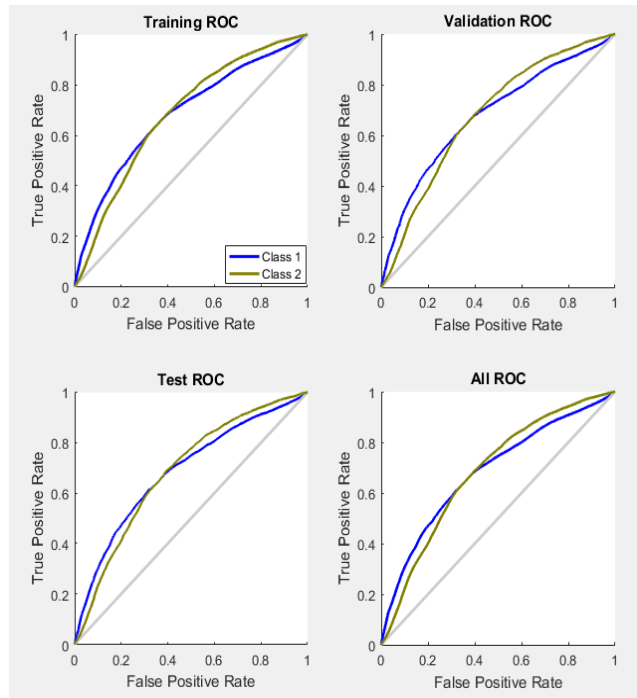 Training ROC
1
0.8
0.6
0.4
0.2
0
True Positive Rate
Class 1
Class 2
0 0.2 0.4 0.6 0.8 1
False Positive Rate
Validation ROC
1
0.8
0.6
0.4
0.2
0
True Positive Rate
0 0.2 0.4 0.6 0.8 1
False Positive Rate
Test ROC
1
0.8
0.6
0.4
0.2
0
True Positive Rate
0 0.2 0.4 0.6 0.8 1
False Positive Rate
All ROC
1
0.8
0.6
0.4
0.2
0
True Positive Rate
0 0.2 0.4 0.6 0.8 1
False Positive Rate